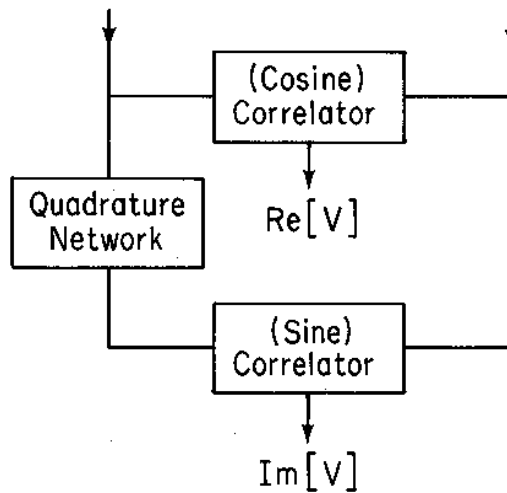 (Cosine)
Correlator
Re[V]
Quadrature
Network
(Sine)
Correlator
Im[V]